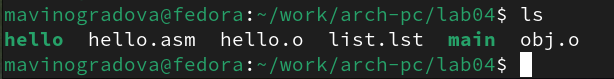 mavinogradova@fedora:~/work/arch-pc/lab04$ ls
hello  hello.asm  hello.o  list.lst  main  obj.o
mavinogradova@fedora:~/work/arch-pc/lab04$